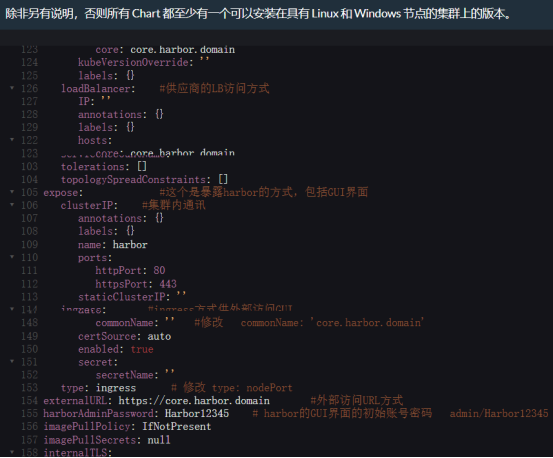 除非另有说明，否则所有 Chart 都至少有一个可以安装在具有 Linux 和 Windows 节点的集群上的版本。
123 core: core.harbor.domain
124 kubeVersionOverride: ''
125 labels: {}
126 loadBalancer: #供应商的LB访问方式
127 IP: ''
128 annotations: {}
129 labels: {}
122 hosts:
123 core: core.harbor.domain
103 tolerations: []
104 topologySpreadConstraints: []
105 expose: #这个是暴露harbor的方式，包括GUI界面
106 clusterIP: #集群内通讯
107 annotations: {}
108 labels: {}
109 name: harbor
110 ports:
111 httpPort: 80
112 httpsPort: 443
113 staticClusterIP: ''
ingress: #ingress方式供外部访问GUI
148 commonName: '' #修改 commonName: 'core.harbor.domain'
149 certSource: auto
150 enabled: true
151 secret:
152 secretName: ''
153 type: ingress # 修改 type: nodePort
154 externalURL: https://core.harbor.domain #外部访问URL方式
155 harborAdminPassword: Harbor12345 # harbor的GUI界面的初始账号密码 admin/Harbor12345
156 imagePullPolicy: IfNotPresent
157 imagePullSecrets: null
158 internalTLS: